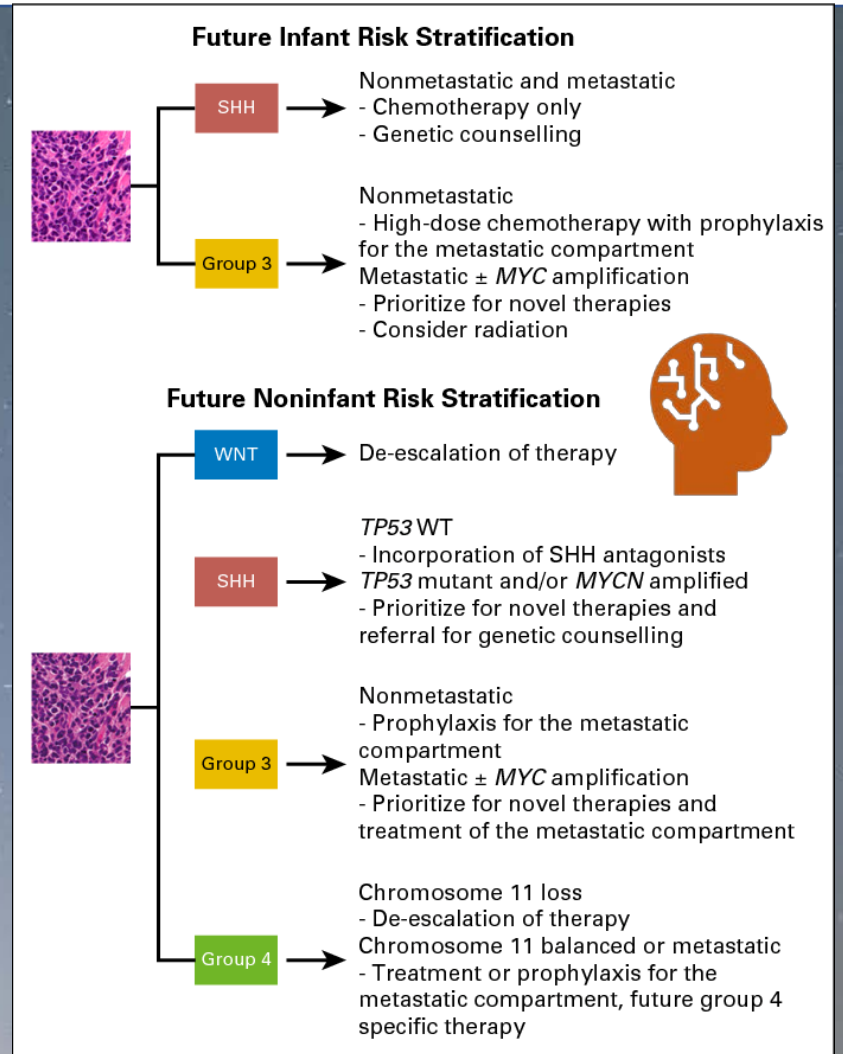 Future Infant Risk Stratification
SHH
Nonmetastatic and metastatic
- Chemotherapy only
- Genetic counselling
Group 3
Nonmetastatic
- High-dose chemotherapy with prophylaxis
for the metastatic compartment
Metastatic ± MYC amplification
- Prioritize for novel therapies
- Consider radiation
Future Noninfant Risk Stratification
WNT
De-escalation of therapy
SHH
TP53 WT
- Incorporation of SHH antagonists
TP53 mutant and/or MYCN amplified
- Prioritize for novel therapies and
referral for genetic counselling
Group 3
Nonmetastatic
- Prophylaxis for the metastatic
compartment
Metastatic ± MYC amplification
- Prioritize for novel therapies and
treatment of the metastatic compartment
Group 4
Chromosome 11 loss
- De-escalation of therapy
Chromosome 11 balanced or metastatic
- Treatment or prophylaxis for the
metastatic compartment, future group 4
specific therapy